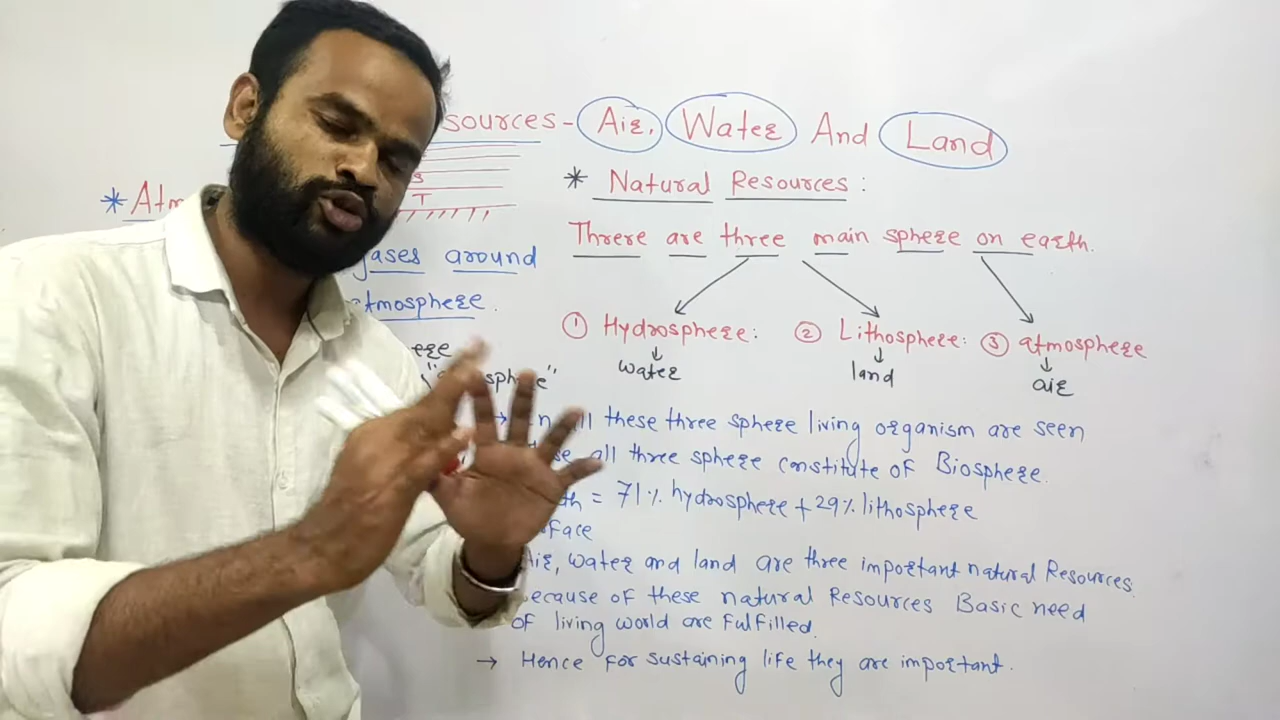 sources - Air, Water And Land
* Atm
S
T
gases around
atmosphere.
* Natural Resources:
Threre are three main sphere on earth.
① Hydrosphere: ② Lithosphere: ③ atmosphere
water land air
all these three sphere living organism are seen
all three sphere constitute of Biosphere.
= 71% hydrosphere + 29% lithosphere
Air, water and land are three important natural Resources.
because of these natural Resources Basic need
of living world are fulfilled.
→ Hence for sustaining life they are important.